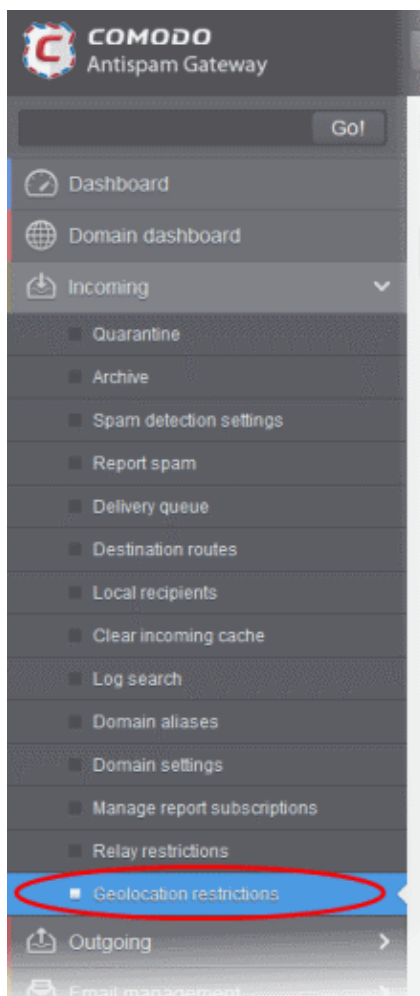 COMODO
Antispam Gateway
Go!
Dashboard
Domain dashboard
Incoming
Quarantine
Archive
Spam detection settings
Report spam
Delivery queue
Destination routes
Local recipients
Clear incoming cache
Log search
Domain aliases
Domain settings
Manage report subscriptions
Relay restrictions
Geolocation restrictions
Outgoing
Email management